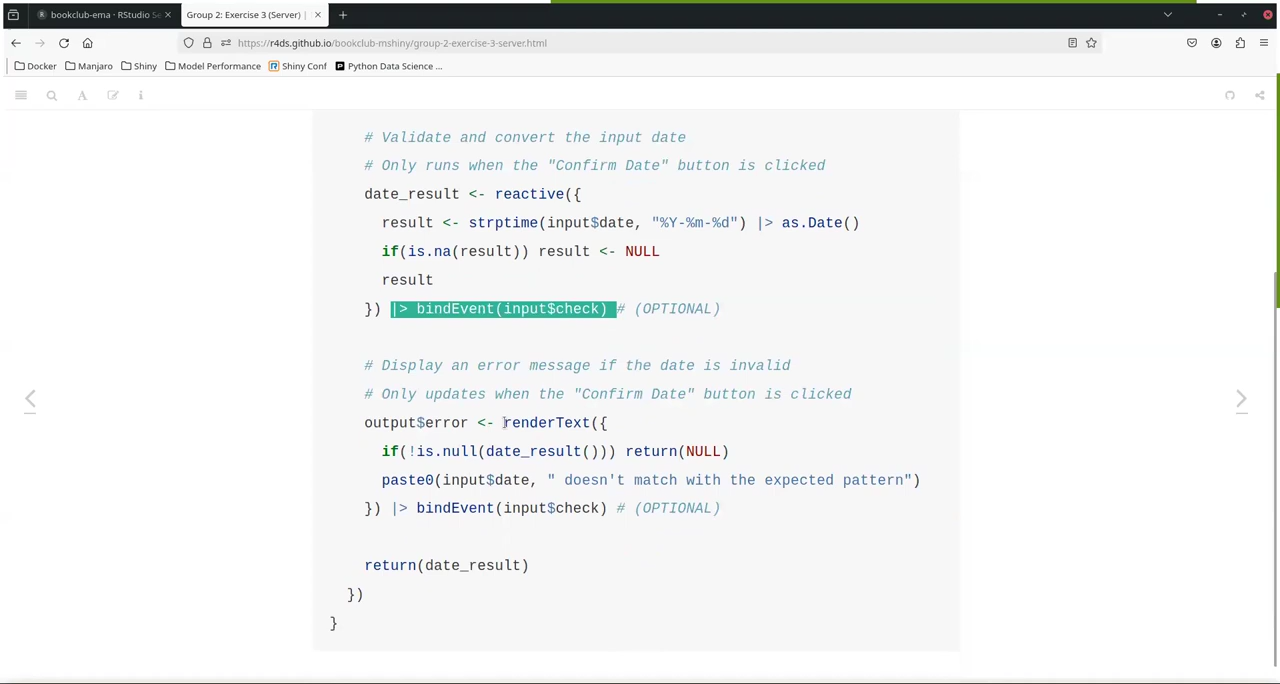 bookclub-ema · RStudio Se
Group 2: Exercise 3 (Server) |
https://r4ds.github.io/bookclub-mshiny/group-2-exercise-3-server.html
Docker Manjaro Shiny Model Performance Shiny Conf Python Data Science ...
# Validate and convert the input date
# Only runs when the "Confirm Date" button is clicked
date_result <- reactive({
result <- strptime(input$date, "%Y-%m-%d") |> as.Date()
if(is.na(result)) result <- NULL
result
}) |> bindEvent(input$check) # (OPTIONAL)
# Display an error message if the date is invalid
# Only updates when the "Confirm Date" button is clicked
output$error <- renderText({
if(!is.null(date_result())) return(NULL)
paste0(input$date, " doesn't match with the expected pattern")
}) |> bindEvent(input$check) # (OPTIONAL)
return(date_result)
})
}